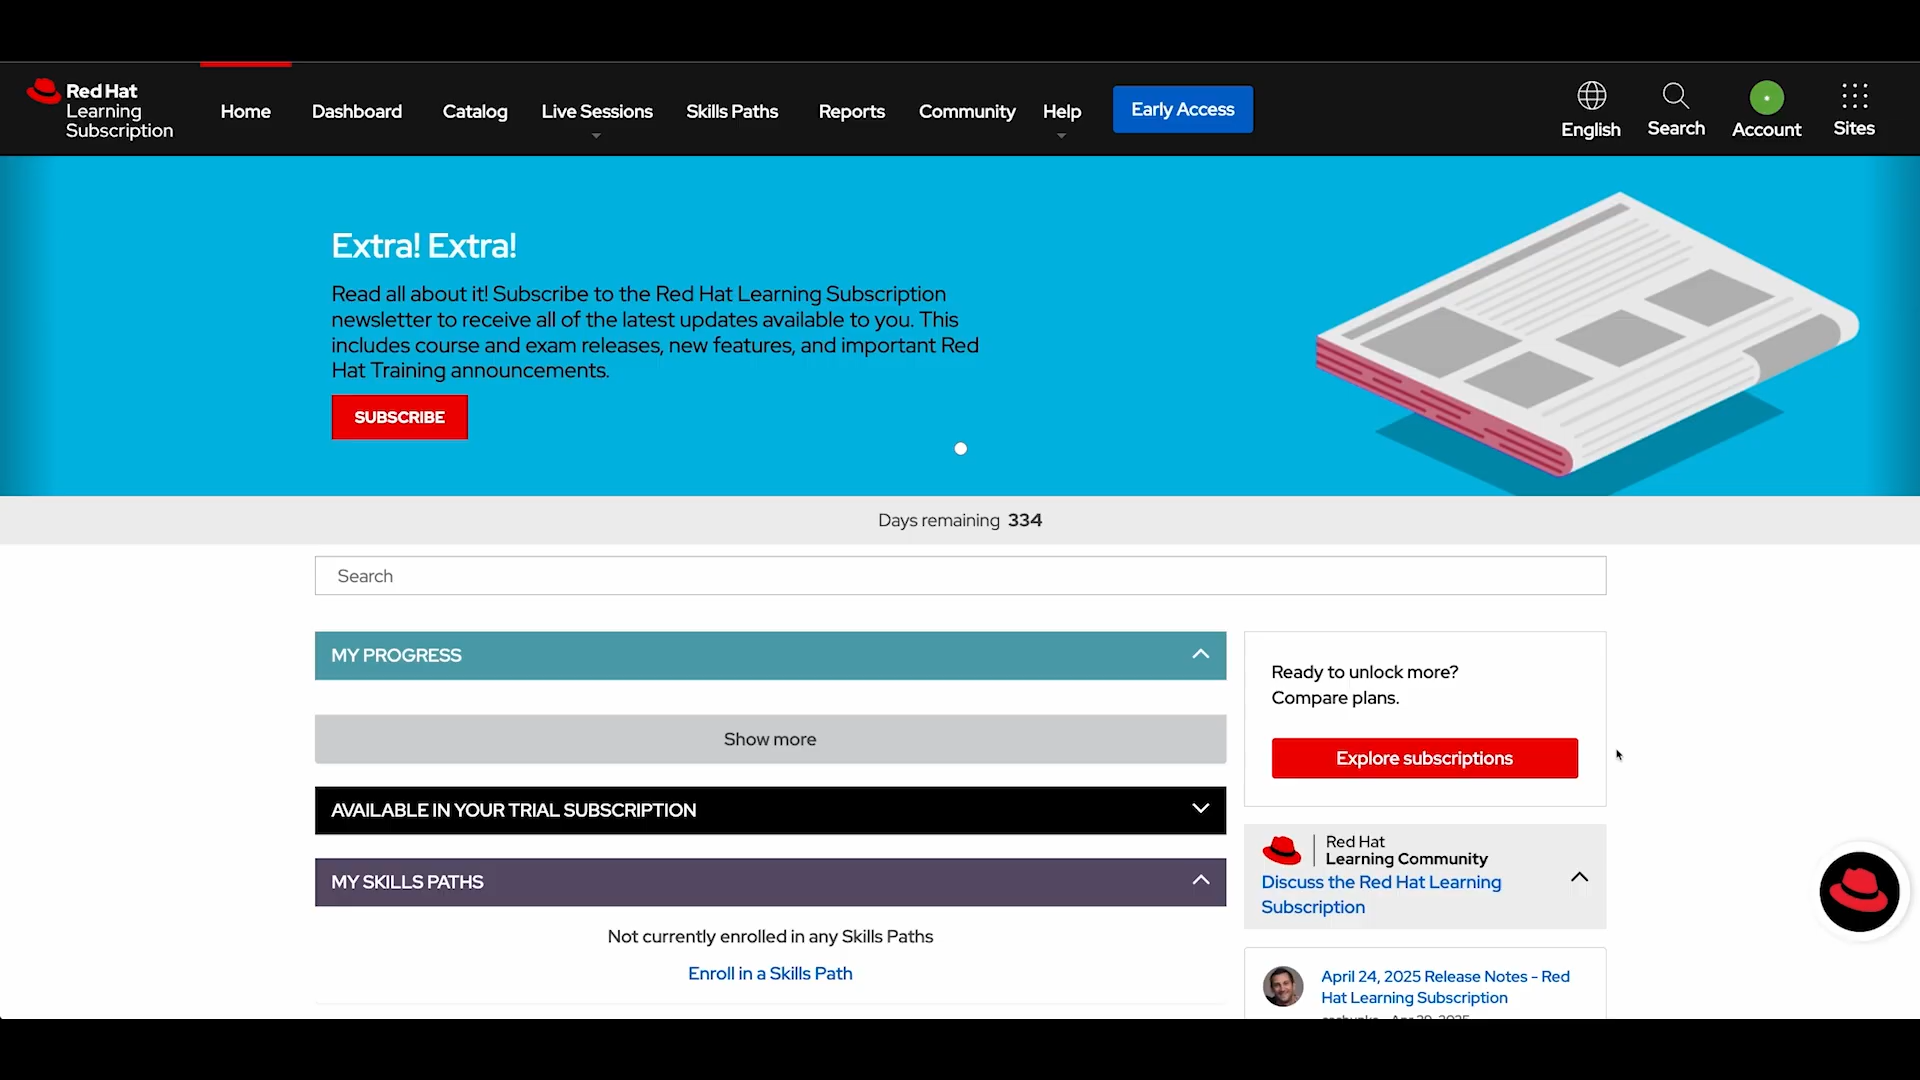 Red Hat
Learning
Subscription
Home
Dashboard
Catalog
Live Sessions
Skills Paths
Reports
Community
Help
Early Access
English
Search
Account
Sites
Extra! Extra!
Read all about it! Subscribe to the Red Hat Learning Subscription
newsletter to receive all of the latest updates available to you. This
includes course and exam releases, new features, and important Red
Hat Training announcements.
SUBSCRIBE
Days remaining 334
Search
MY PROGRESS
Show more
AVAILABLE IN YOUR TRIAL SUBSCRIPTION
MY SKILLS PATHS
Not currently enrolled in any Skills Paths
Enroll in a Skills Path
Ready to unlock more?
Compare plans.
Explore subscriptions
Red Hat
Learning Community
Discuss the Red Hat Learning
Subscription
April 24, 2025 Release Notes - Red
Hat Learning Subscription